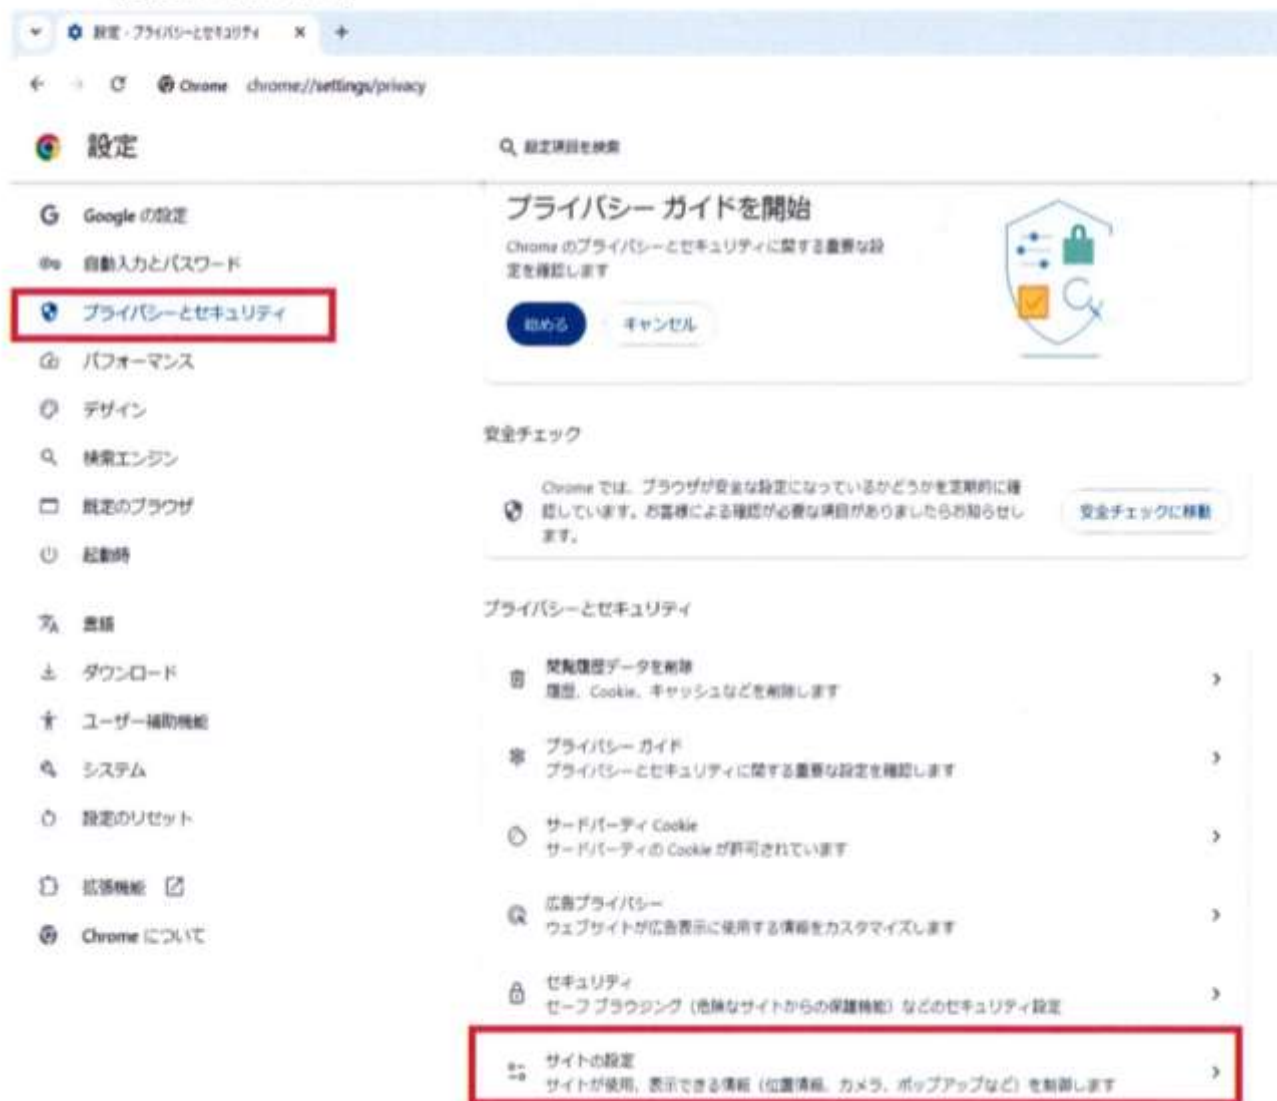 設定 - プライバシーとセキュリティ
Chrome chrome://settings/privacy
設定
設定項目を検索
Google の設定
自動入力とパスワード
プライバシーとセキュリティ
パフォーマンス
デザイン
検索エンジン
既定のブラウザ
起動時
言語
ダウンロード
ユーザー補助機能
システム
設定のリセット
拡張機能
Chrome について
プライバシー ガイドを開始
Chrome のプライバシーとセキュリティに関する重要な設
定を確認します
始める
キャンセル
安全チェック
Chrome では、ブラウザが安全な設定になっているかどうかを定期的に確
認しています。お客様による確認が必要な項目がありましたらお知らせし
ます。
安全チェックに移動
プライバシーとセキュリティ
閲覧履歴データを削除
履歴、Cookie、キャッシュなどを削除します
プライバシー ガイド
プライバシーとセキュリティに関する重要な設定を確認します
サードパーティ Cookie
サードパーティの Cookie が許可されています
広告プライバシー
ウェブサイトが広告表示に使用する情報をカスタマイズします
セキュリティ
セーフ ブラウジング（危険なサイトからの保護機能）などのセキュリティ設定
サイトの設定
サイトが使用、表示できる情報（位置情報、カメラ、ポップアップなど）を制御します